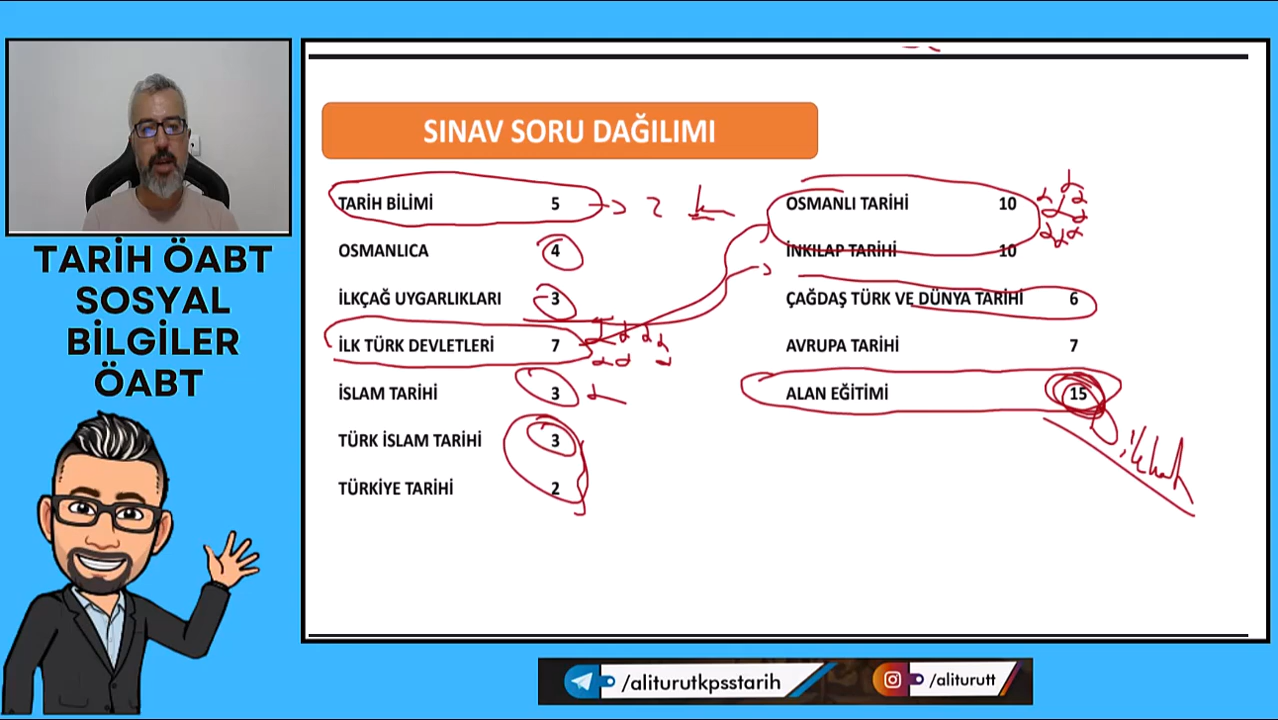 SINAV SORU DAĞILIMI
TARİH BİLİMİ 5
OSMANLICA 4
İLKÇAĞ UYGARLIKLARI 3
İLK TÜRK DEVLETLERİ 7
İSLAM TARİHİ 3
TÜRK İSLAM TARİHİ 3
TÜRKİYE TARİHİ 2
OSMANLI TARİHİ 10
İNKILAP TARİHİ 10
ÇAĞDAŞ TÜRK VE DÜNYA TARİHİ 6
AVRUPA TARİHİ 7
ALAN EĞİTİMİ 15
TARİH ÖABT
SOSYAL
BİLGİLER
ÖABT
/aliturutkpsstarih
/aliturutt